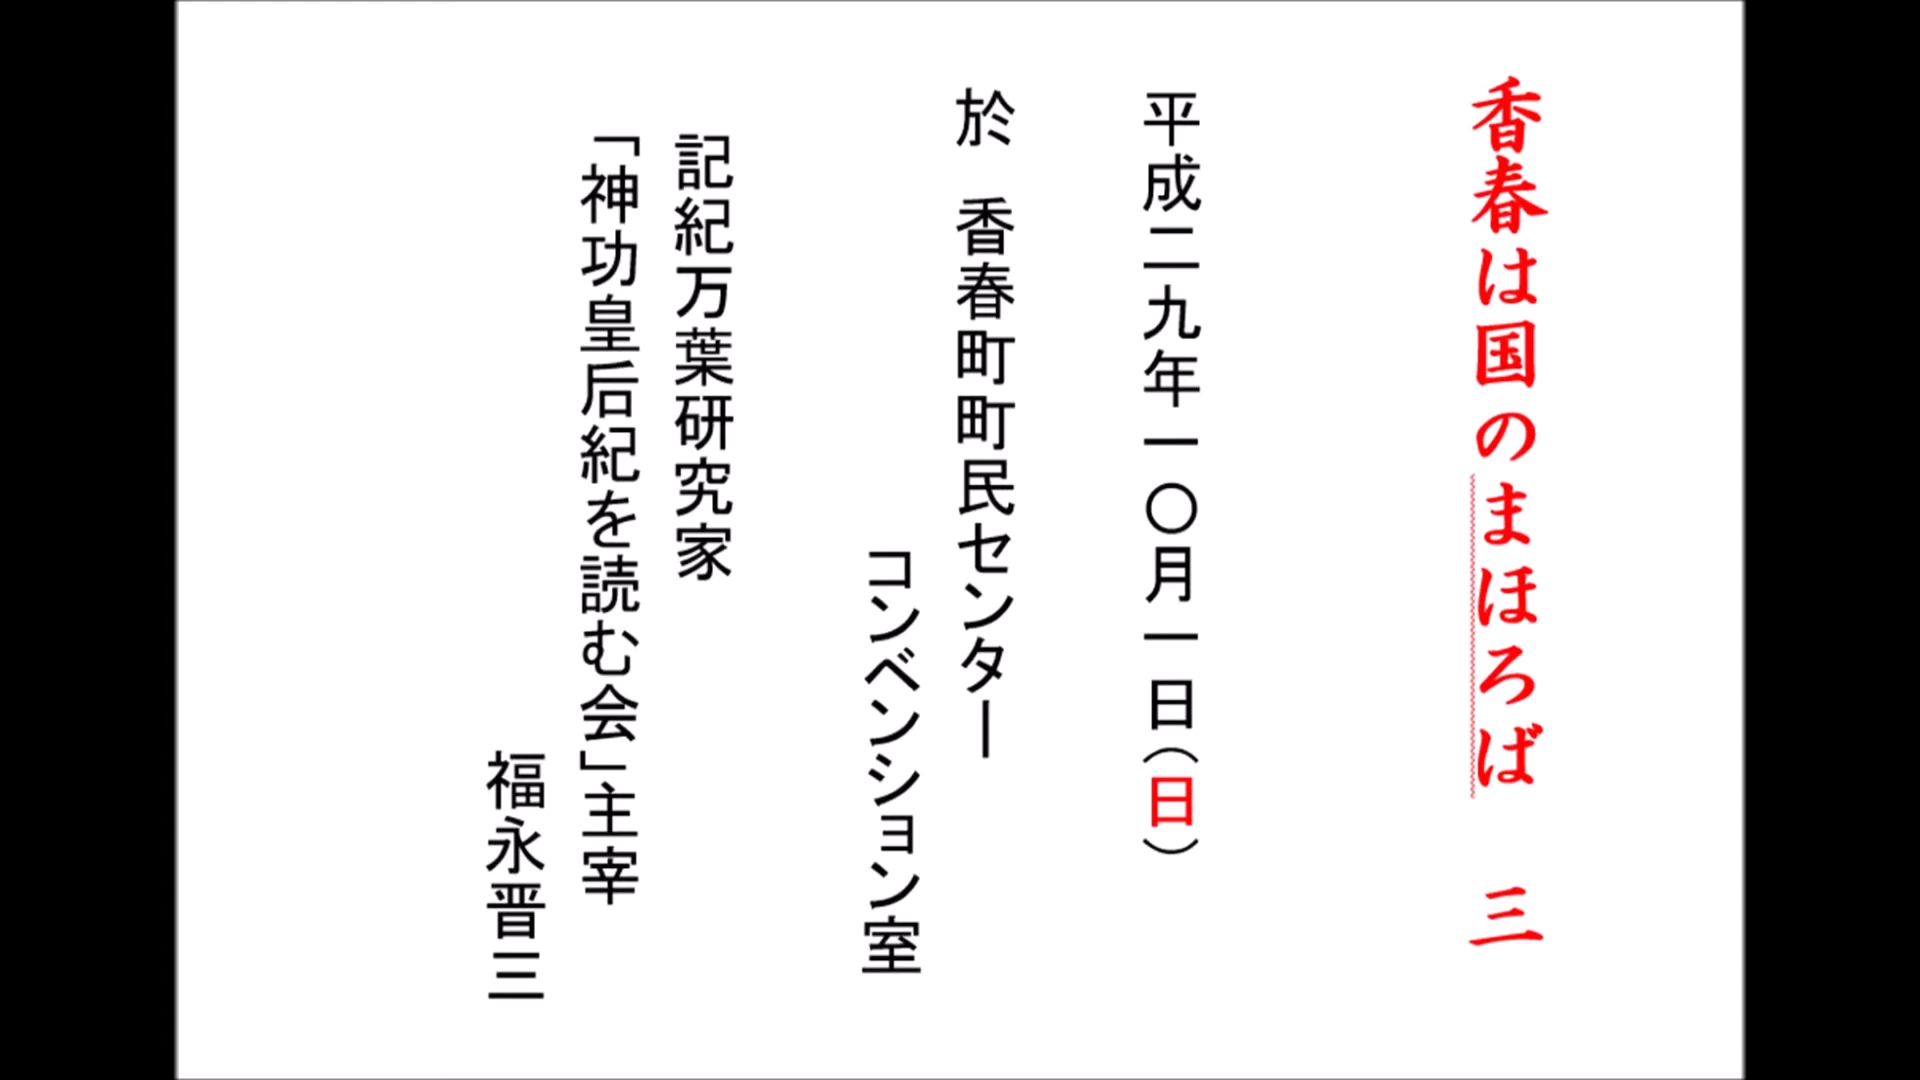 香春は国のまほろば　三
平成二九年一〇月一日（日）
於　香春町町民センター
コンベンション室
記紀万葉研究家
「神功皇后紀を読む会」主宰
福永晋三